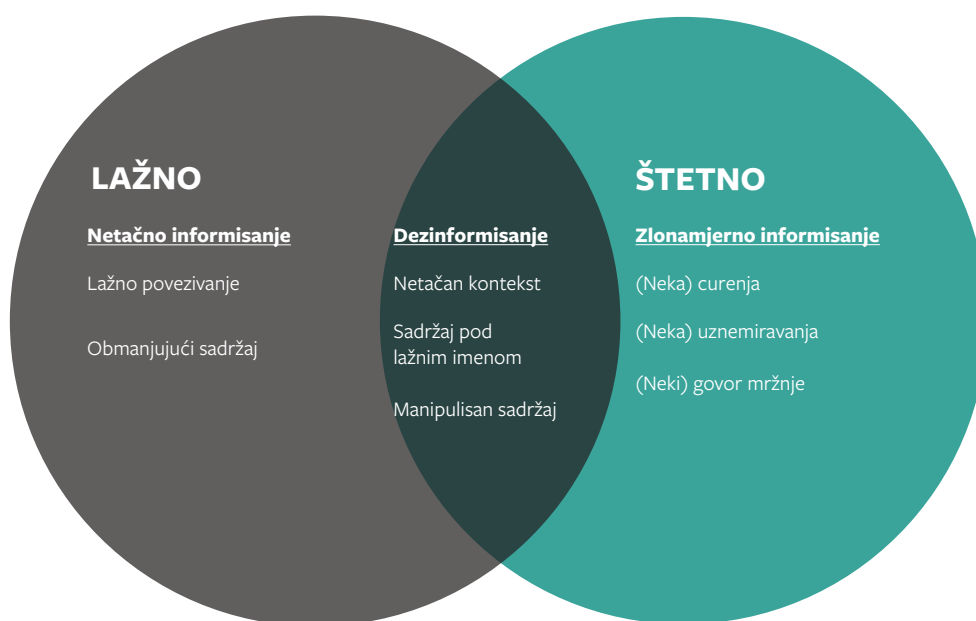 LAŽNO
Netačno informisanje
Lažno povezivanje
Obmanjujući sadržaj
Dezinformisanje
Netačan kontekst
Sadržaj pod
lažnim imenom
Manipulisan sadržaj
ŠTETNO
Zlonamjerno informisanje
(Neka) curenja
(Neka) uznemiravanja
(Neki) govor mržnje